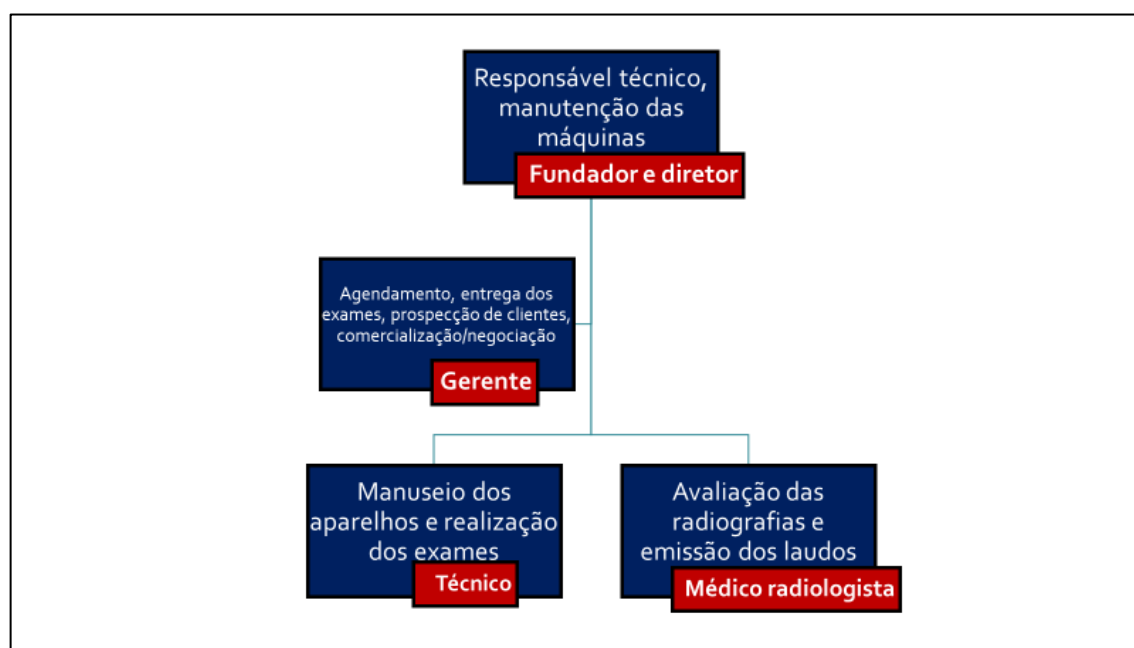 Responsável técnico,
manutenção das
máquinas
Fundador e diretor
Agendamento, entrega dos
exames, prospecção de clientes,
comercialização/negociação
Gerente
Manuseio dos
aparelhos e realização
dos exames
Técnico
Avaliação das
radiografias e
emissão dos laudos
Médico radiologista